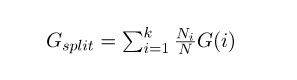 G_{split} = \sum_{i=1}^{k} \frac{N_i}{N} G(i)